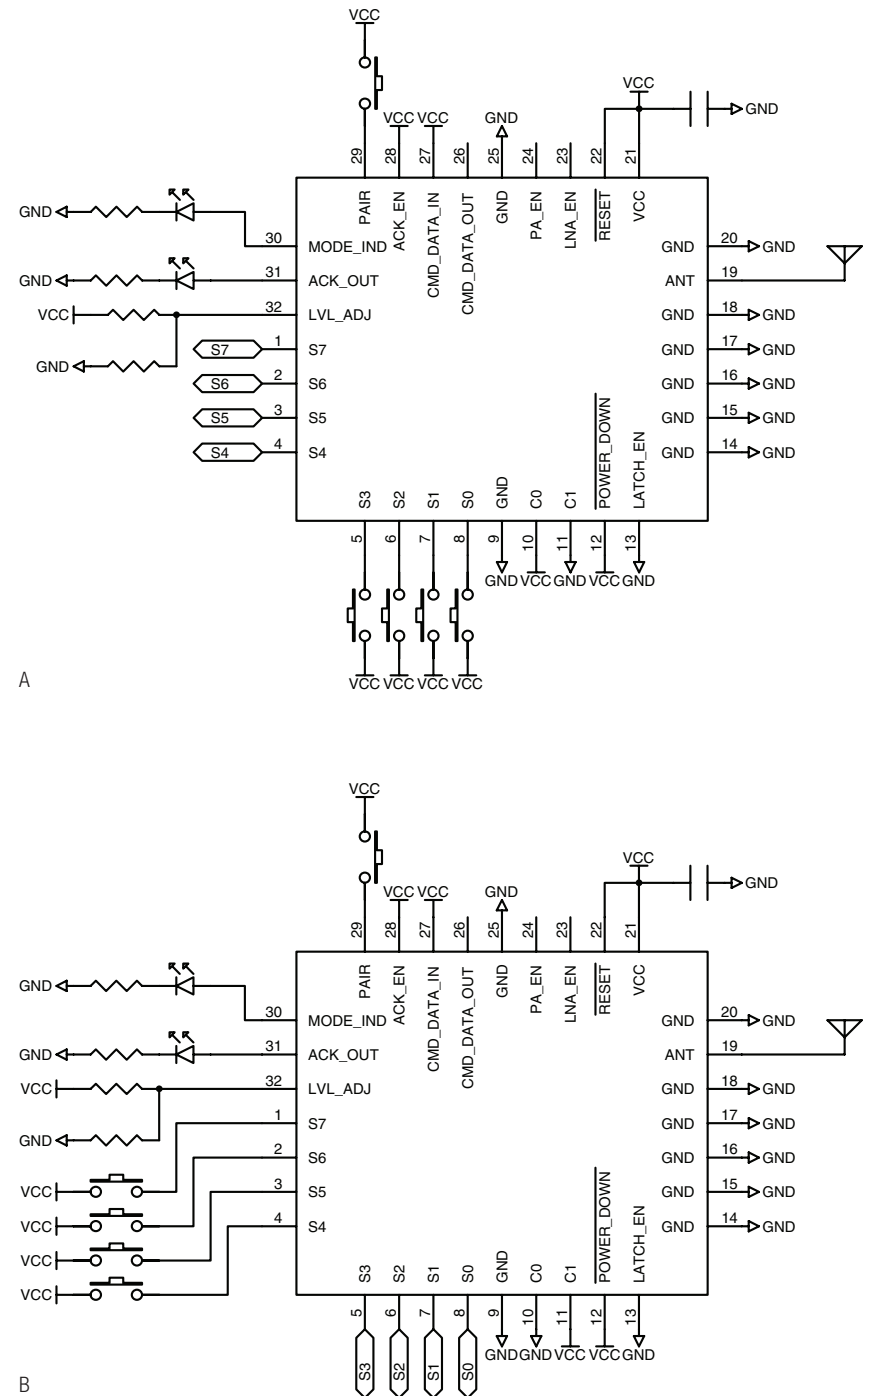 VCC
VCC
GND
VCC VCC
GND
29
28
27
26
25
24
23
22
21
PAIR
ACK_EN
CMD_DATA_IN
CMD_DATA_OUT
GND
PA_EN
LNA_EN
RESET
VCC
GND
30 MODE_IND
GND 20 GND
GND
31 ACK_OUT
ANT 19
VCC
32 LVL_ADJ
GND 18 GND
S7 1 S7
GND 17 GND
GND
S6 2 S6
GND 16 GND
S5 3 S5
GND 15 GND
S4 4 S4
GND 14 GND
S3
S2
S1
S0
GND
C0
C1
POWER_DOWN
LATCH_EN
5
6
7
8
9
10
11
12
13
GND VCC GND VCC GND
VCC VCC VCC VCC
A
VCC
VCC
GND
VCC VCC
GND
29
28
27
26
25
24
23
22
21
PAIR
ACK_EN
CMD_DATA_IN
CMD_DATA_OUT
GND
PA_EN
LNA_EN
RESET
VCC
GND
30 MODE_IND
GND 20 GND
GND
31 ACK_OUT
ANT 19
VCC
32 LVL_ADJ
GND 18 GND
1 S7
GND 17 GND
GND
2 S6
GND 16 GND
VCC
3 S5
GND 15 GND
VCC
4 S4
GND 14 GND
VCC
VCC
S3
S2
S1
S0
GND
C0
C1
POWER_DOWN
LATCH_EN
5
6
7
8
9
10
11
12
13
GND GND VCC VCC GND
S3
S2
S1
S0
B